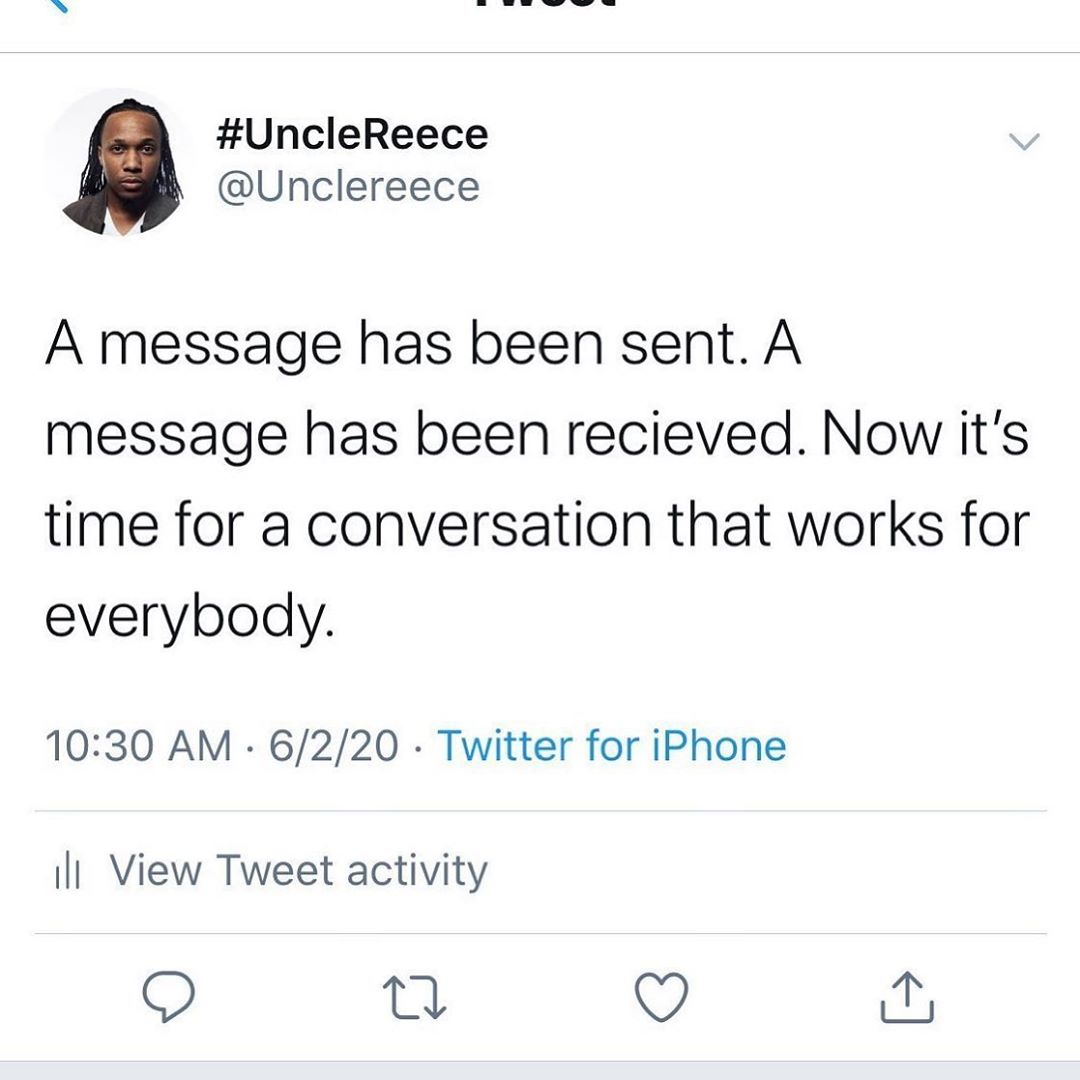 Tweet
#UncleReece
@Unclereece
A message has been sent. A
message has been recieved. Now it's
time for a conversation that works for
everybody.
10:30 AM · 6/2/20 · Twitter for iPhone
View Tweet activity